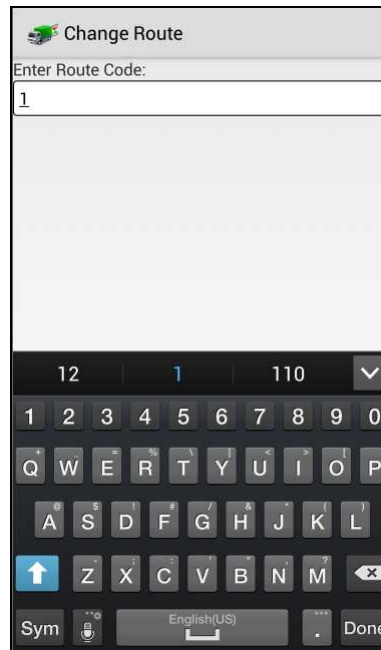 Change Route
Enter Route Code:
1
12 1 110
1 2 3 4 5 6 7 8 9 0
+ _ = % \ | < > [
Q W E R T Y U I O P
@ $ ! # / & * ( )
A S D F G H J K L
- ; : ' " , ?
Z X C V B N M
Sym English(US) . Done